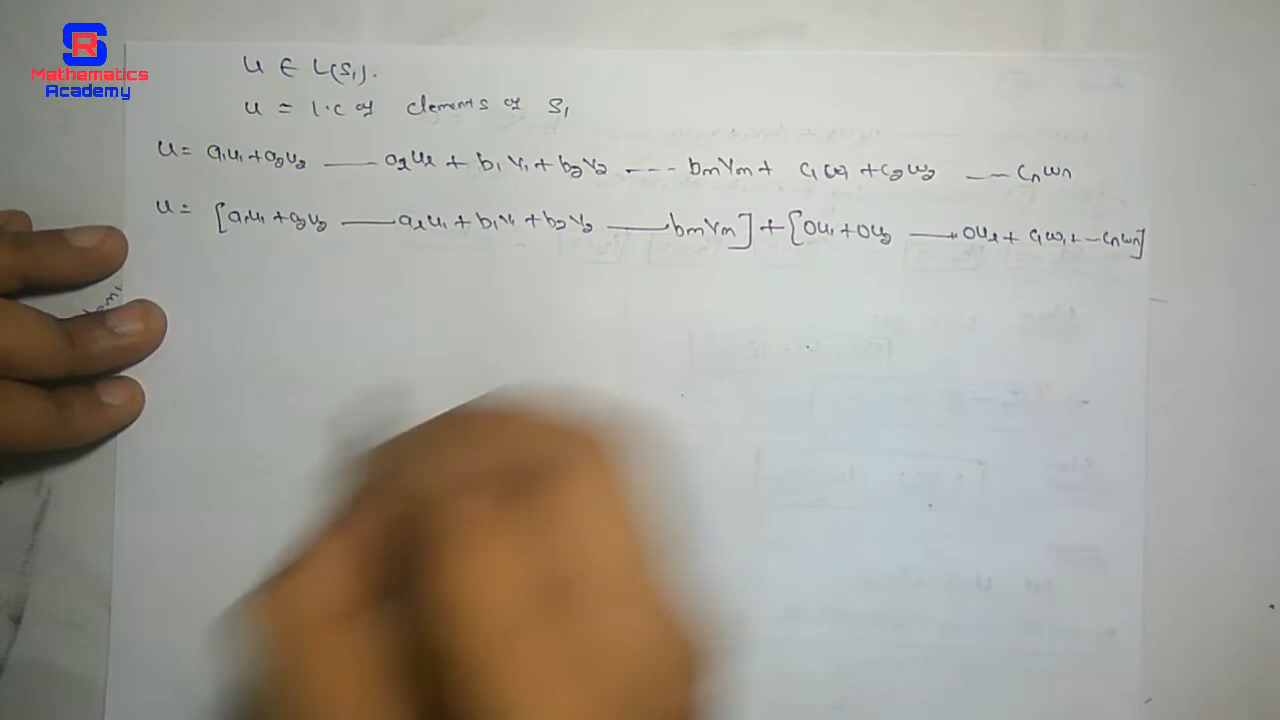 SR
Mathematics
Academy
u ∈ L(S₁).
u = l.c of elements of S₁
u = a₁u₁ + a₂u₂ —— aₗuₗ + b₁v₁ + b₂v₂ ---- bₘvₘ + c₁w₁ + c₂w₂ -— cₙwₙ
u = [a₁u₁ + a₂u₂ —— aₗuₗ + b₁v₁ + b₂v₂ —— bₘvₘ] + [0u₁ + 0u₂ —— 0uₗ + c₁w₁ + -- cₙwₙ]